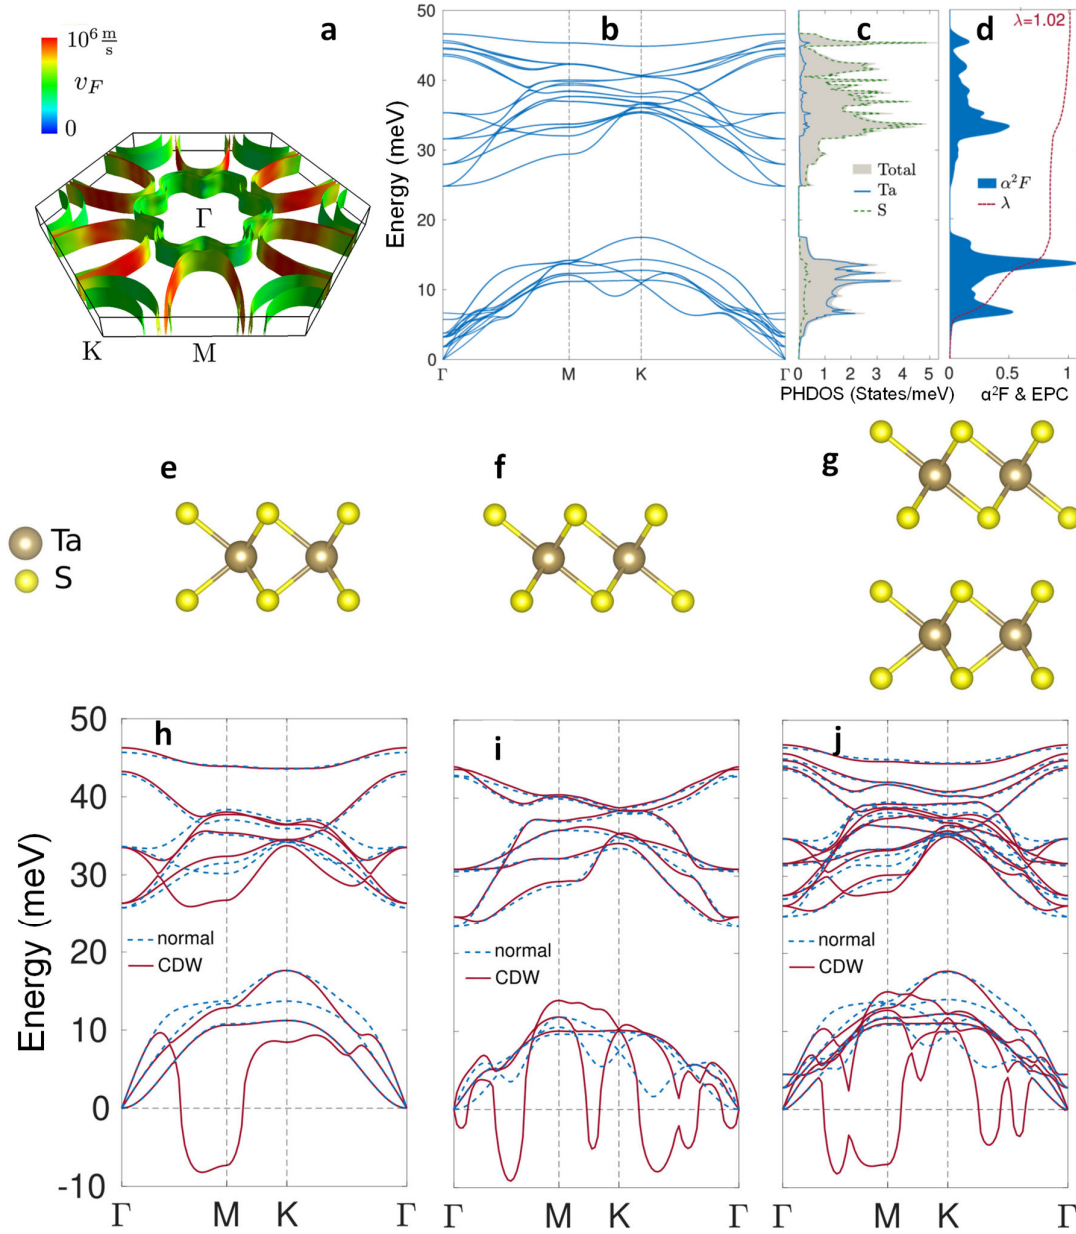 a
10⁶ m/s
v_F
0
Γ
K
M
b
Energy (meV)
50
40
30
20
10
0
Γ
M
K
Γ
c
Total
Ta
S
0
1
2
3
4
5
PHDOS (States/meV)
d
λ=1.02
α²F
λ
0
0.5
1
α²F & EPC
e
f
g
Ta
S
h
Energy (meV)
50
40
30
20
10
0
-10
normal
CDW
Γ
M
K
Γ
i
normal
CDW
Γ
M
K
Γ
j
normal
CDW
Γ
M
K
Γ